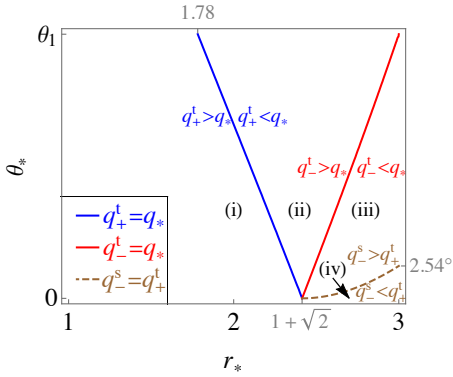 1.78
θ₁
q₊ᵗ>q* q₊ᵗ<q*
θ*
q₋ᵗ>q* q₋ᵗ<q*
(i) (ii) (iii)
q₊ᵗ=q*
q₋ᵗ=q*
q₋ˢ=q₊ᵗ
q₋ˢ>q₊ᵗ
(iv)
2.54°
q₋ˢ<q₊ᵗ
0
1 2 1+√2 3
r*